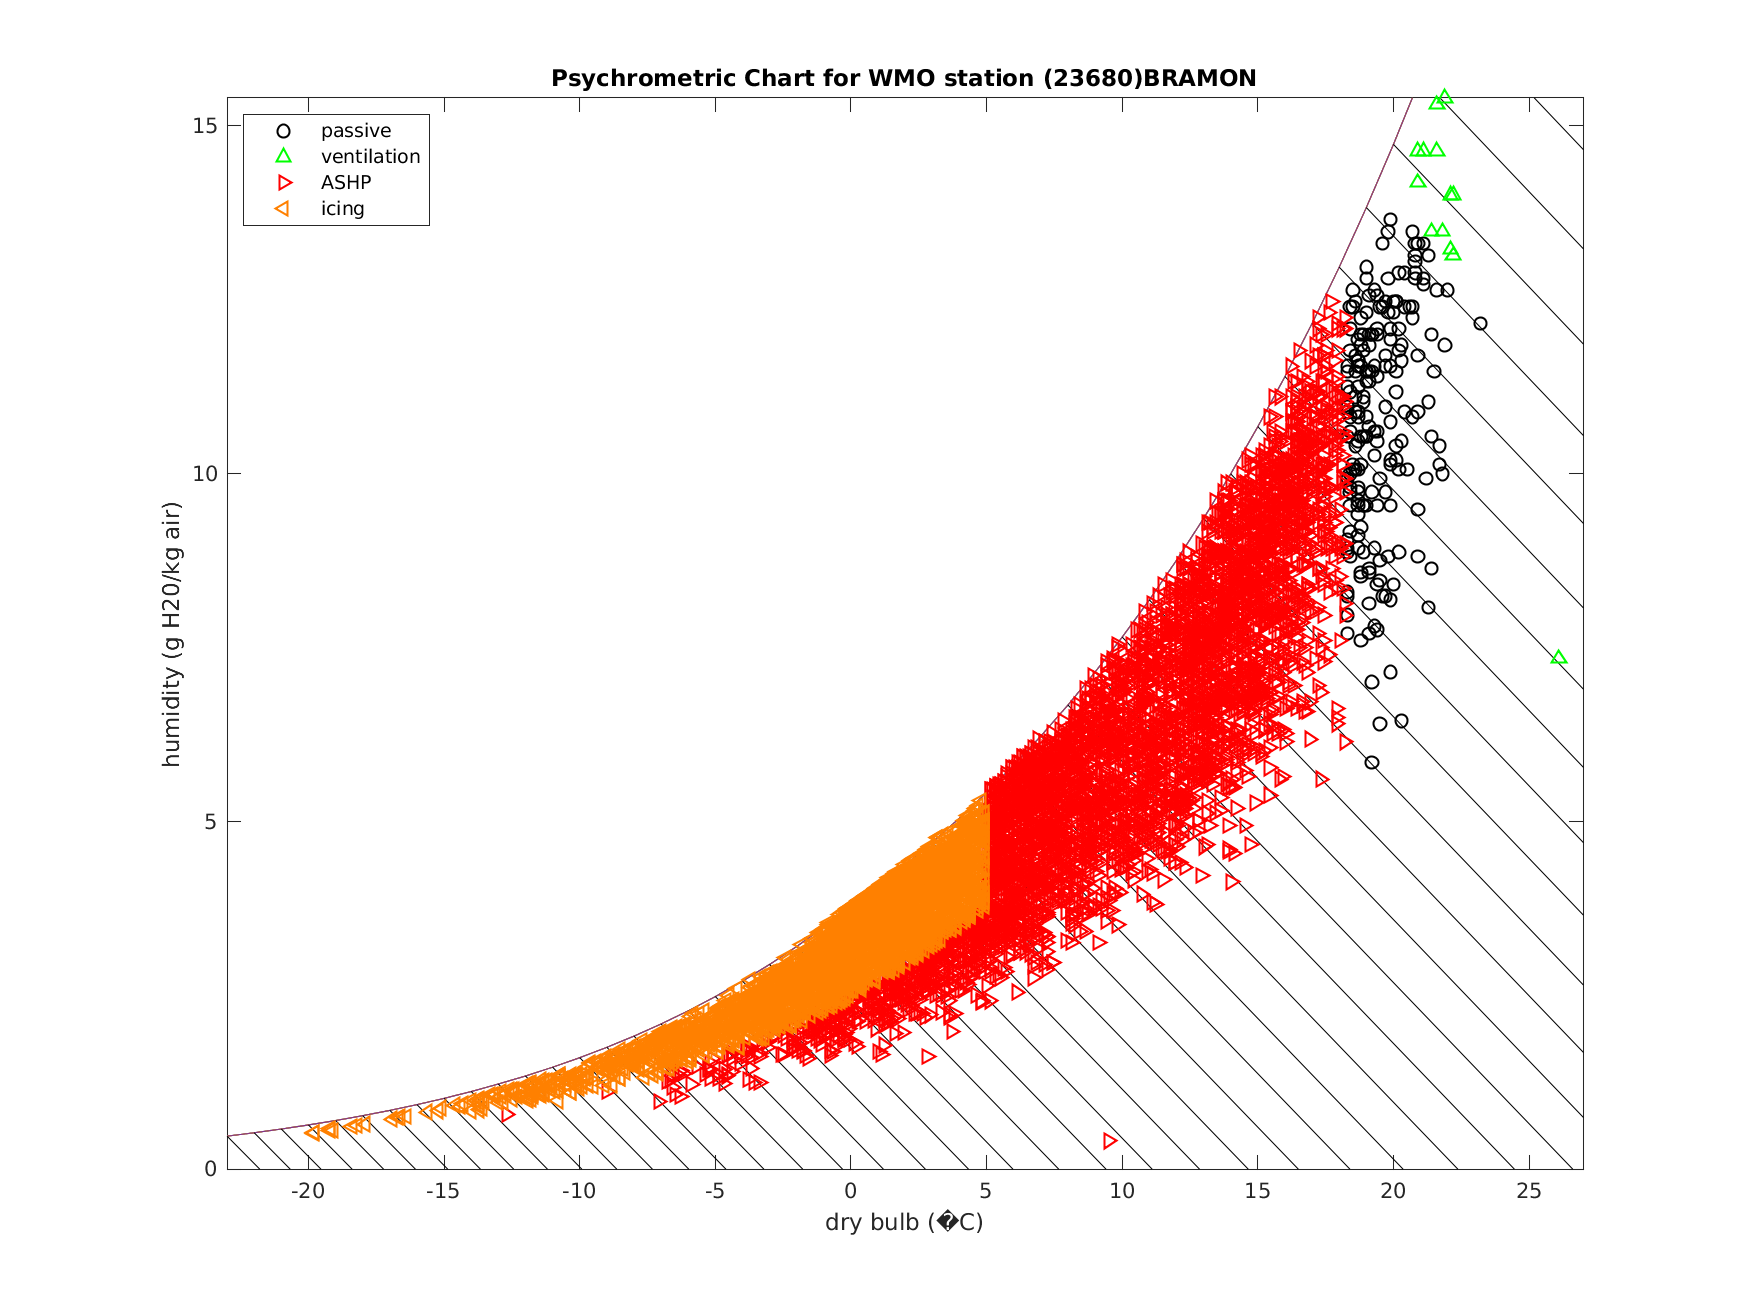 Psychrometric Chart for WMO station (23680)BRAMON
passive
ventilation
ASHP
icing
15
10
5
0
humidity (g H20/kg air)
-20 -15 -10 -5 0 5 10 15 20 25
dry bulb (�C)